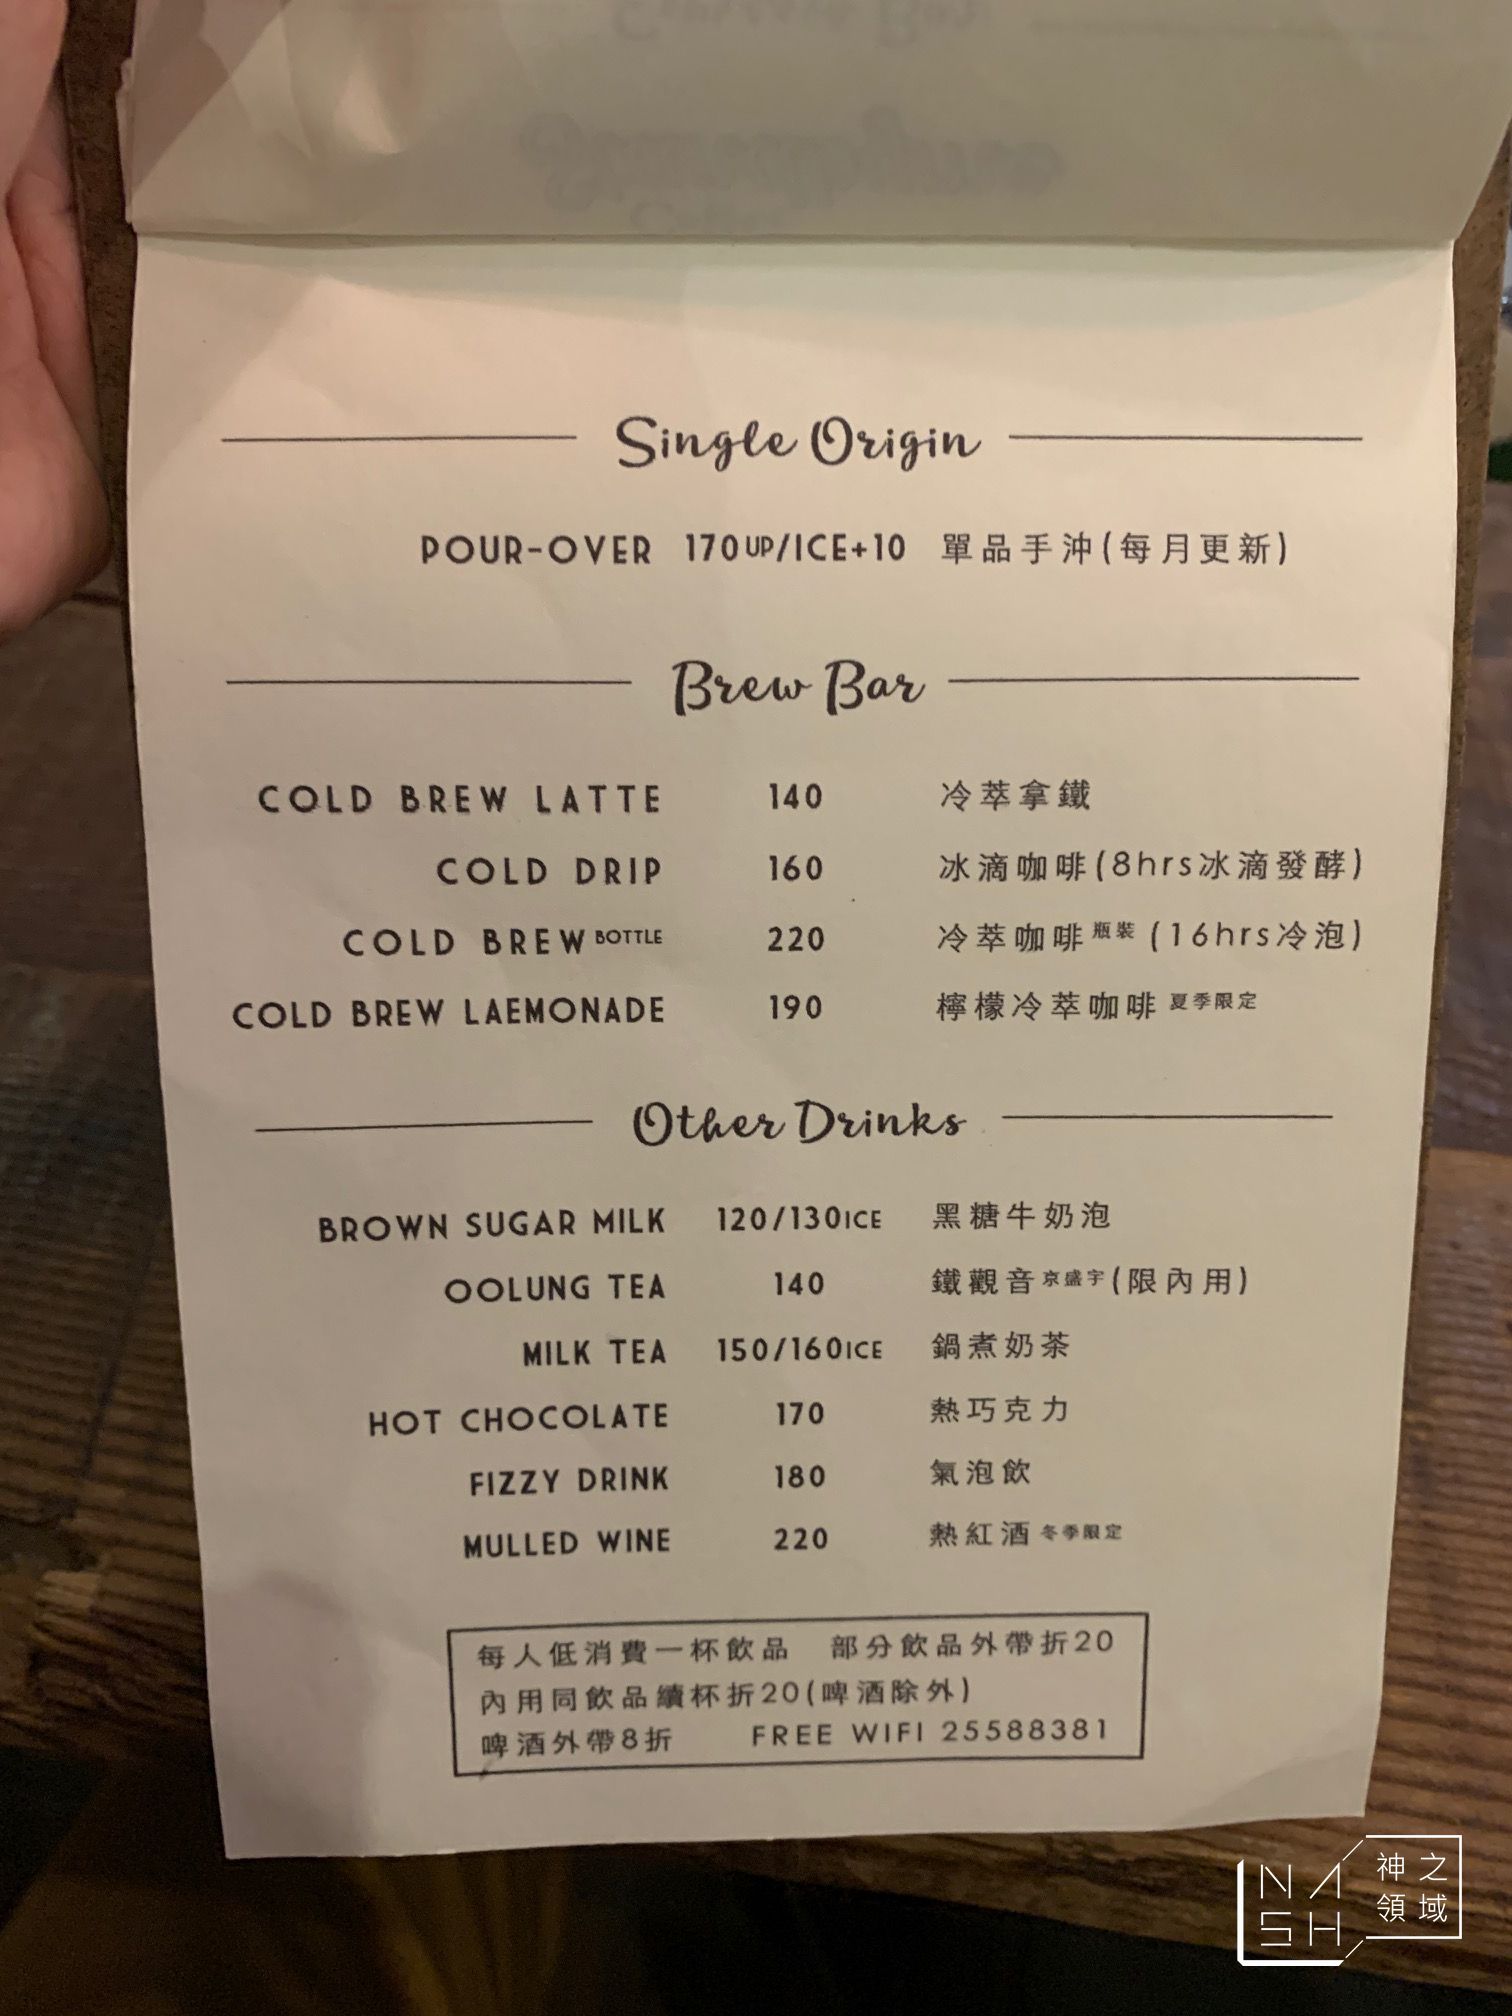 Single Origin
POUR-OVER 170UP/ICE+10 單品手沖(每月更新)
Brew Bar
COLD BREW LATTE 140 冷萃拿鐵
COLD DRIP 160 冰滴咖啡(8hrs冰滴發酵)
COLD BREW BOTTLE 220 冷萃咖啡 瓶裝 (16hrs冷泡)
COLD BREW LAEMONADE 190 檸檬冷萃咖啡 夏季限定
Other Drinks
BROWN SUGAR MILK 120/130ICE 黑糖牛奶泡
OOLUNG TEA 140 鐵觀音 京盛宇 (限內用)
MILK TEA 150/160ICE 鍋煮奶茶
HOT CHOCOLATE 170 熱巧克力
FIZZY DRINK 180 氣泡飲
MULLED WINE 220 熱紅酒 冬季限定
每人低消費一杯飲品 部分飲品外帶折20
內用同飲品續杯折20(啤酒除外)
啤酒外帶8折 FREE WIFI 25588381
NASH 神之領域